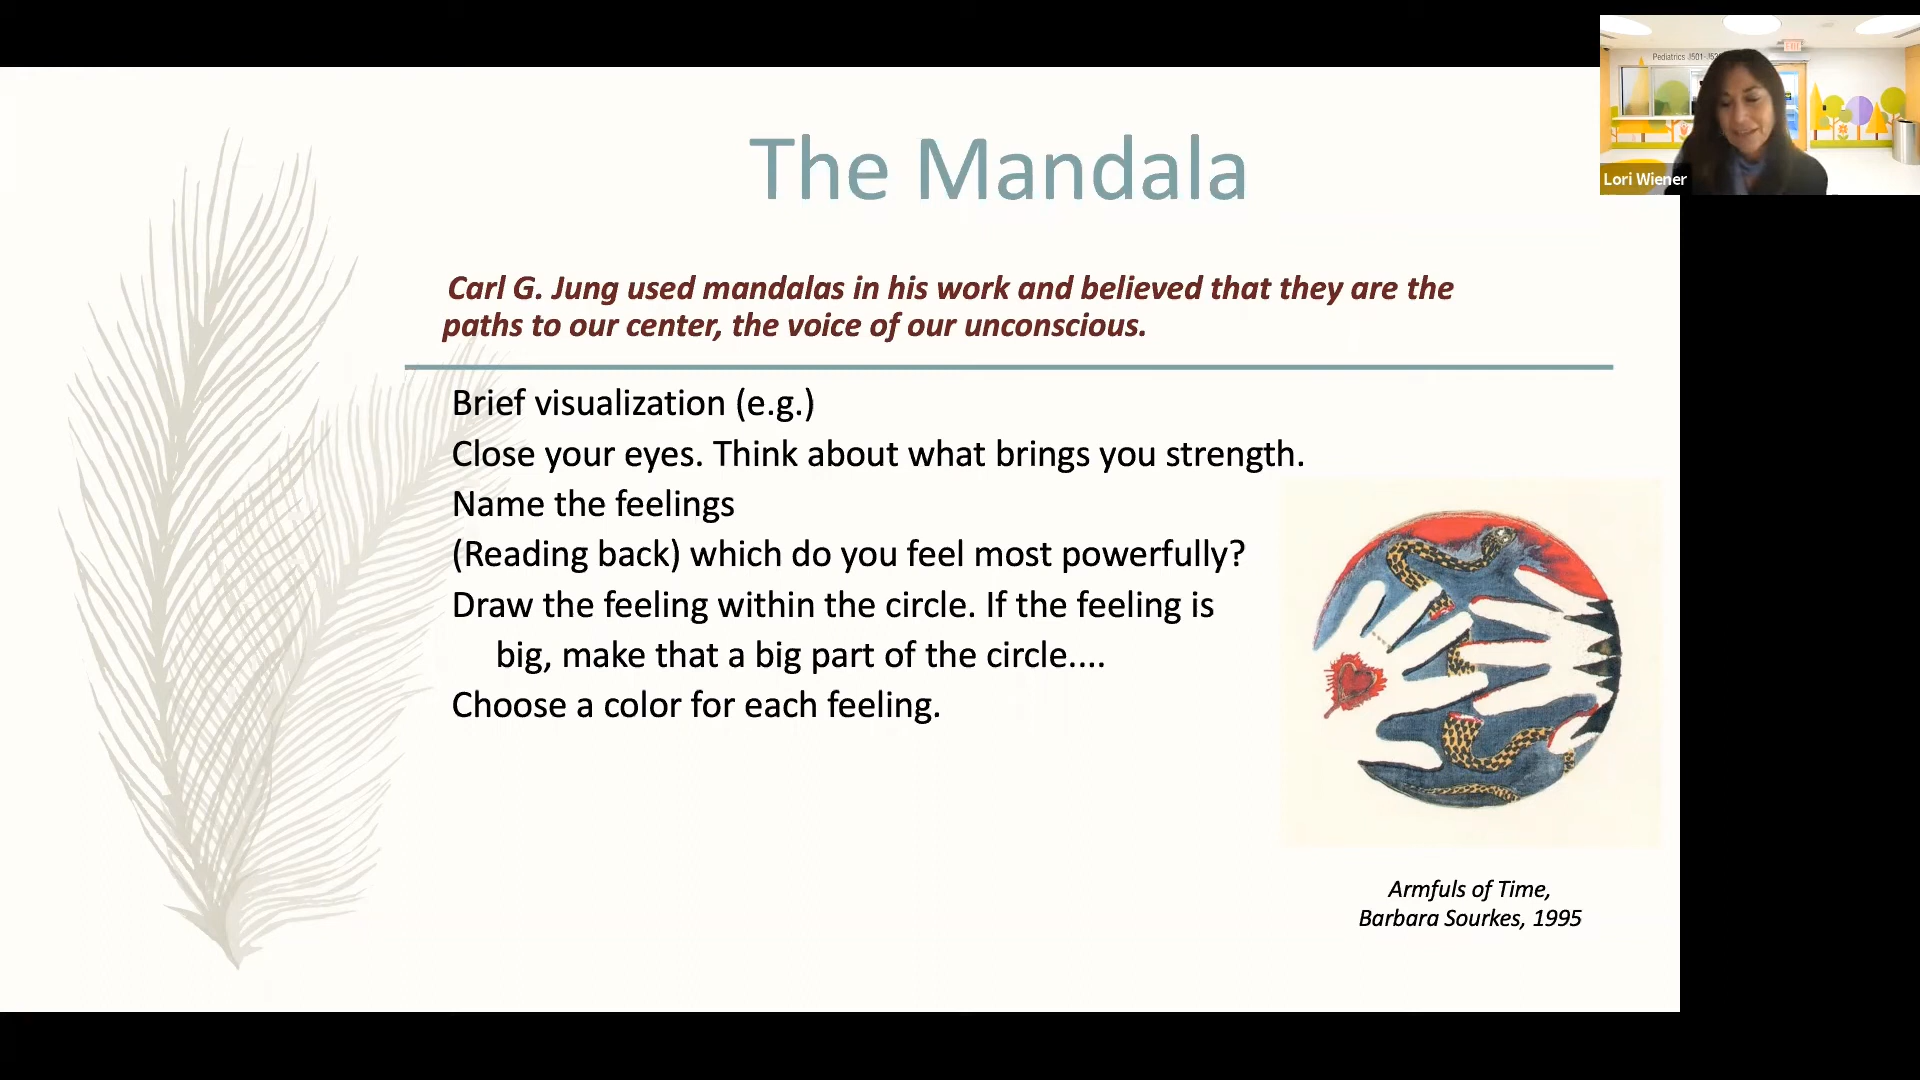 Pediatrics
EXIT
Lori Wiener
The Mandala
Carl G. Jung used mandalas in his work and believed that they are the
paths to our center, the voice of our unconscious.
Brief visualization (e.g.)
Close your eyes. Think about what brings you strength.
Name the feelings
(Reading back) which do you feel most powerfully?
Draw the feeling within the circle. If the feeling is
big, make that a big part of the circle....
Choose a color for each feeling.
Armfuls of Time,
Barbara Sourkes, 1995